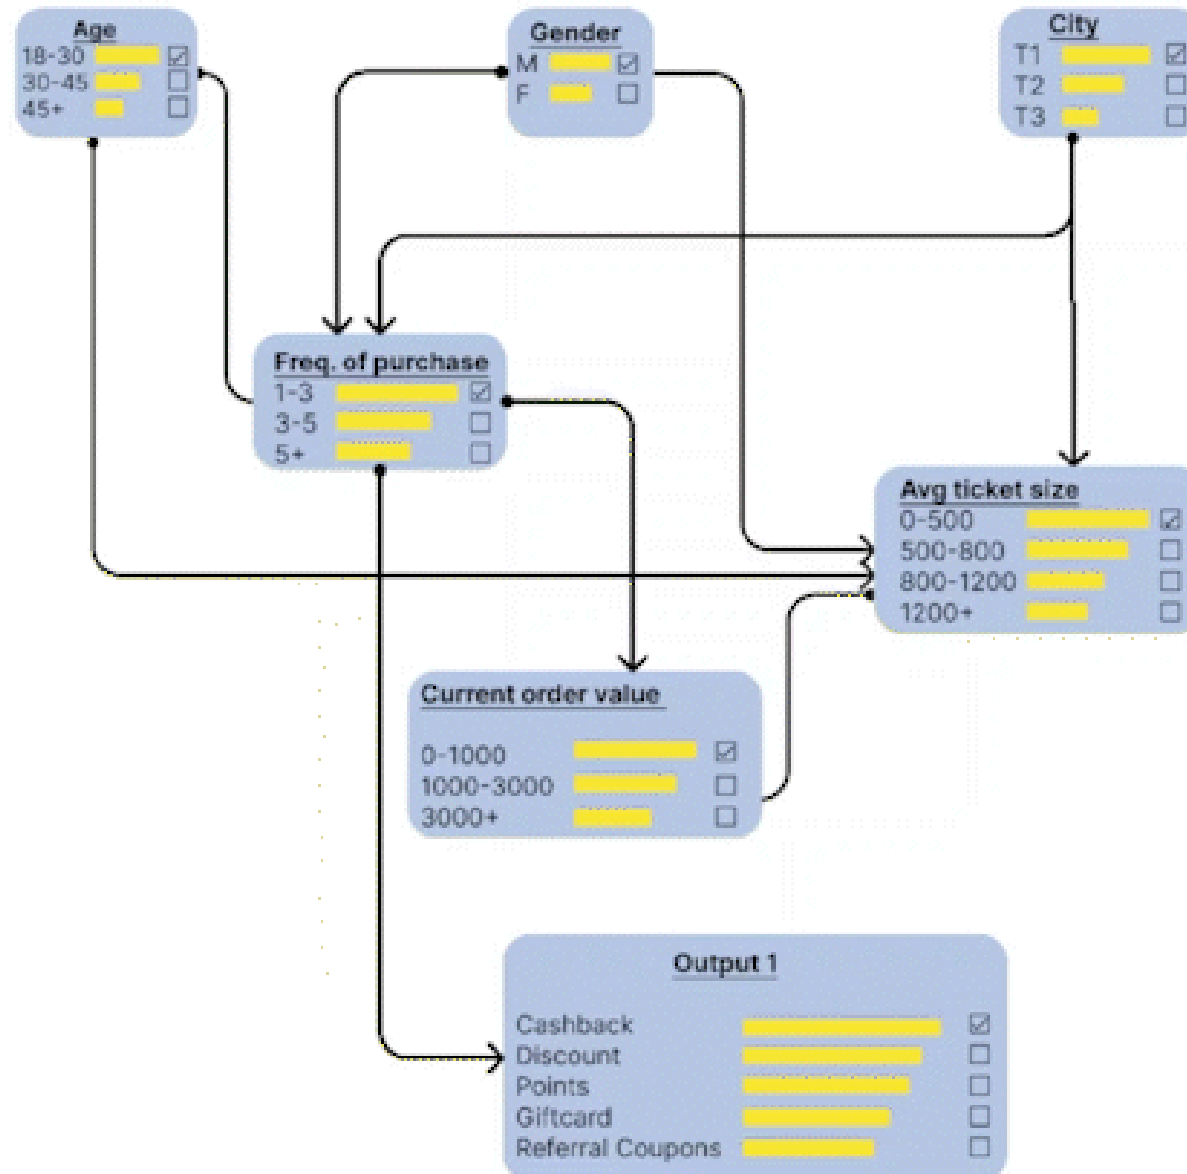 Age
18-30
30-45
45+
Gender
M
F
City
T1
T2
T3
Freq. of purchase
1-3
3-5
5+
Avg ticket size
0-500
500-800
800-1200
1200+
Current order value
0-1000
1000-3000
3000+
Output 1
Cashback
Discount
Points
Giftcard
Referral Coupons